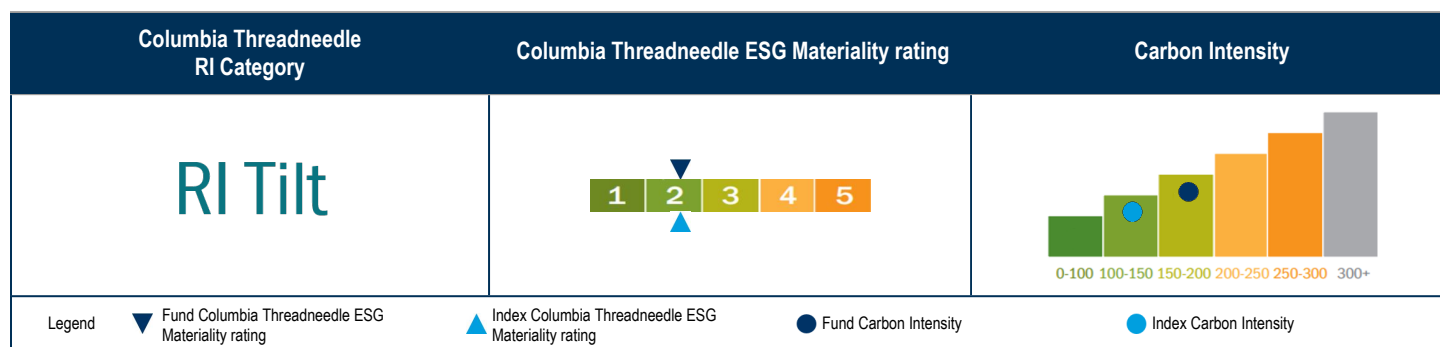 Columbia Threadneedle
RI Category
Columbia Threadneedle ESG Materiality rating
Carbon Intensity
RI Tilt
1 2 3 4 5
0-100 100-150 150-200 200-250 250-300 300+
Legend
Fund Columbia Threadneedle ESG
Materiality rating
Index Columbia Threadneedle ESG
Materiality rating
Fund Carbon Intensity
Index Carbon Intensity